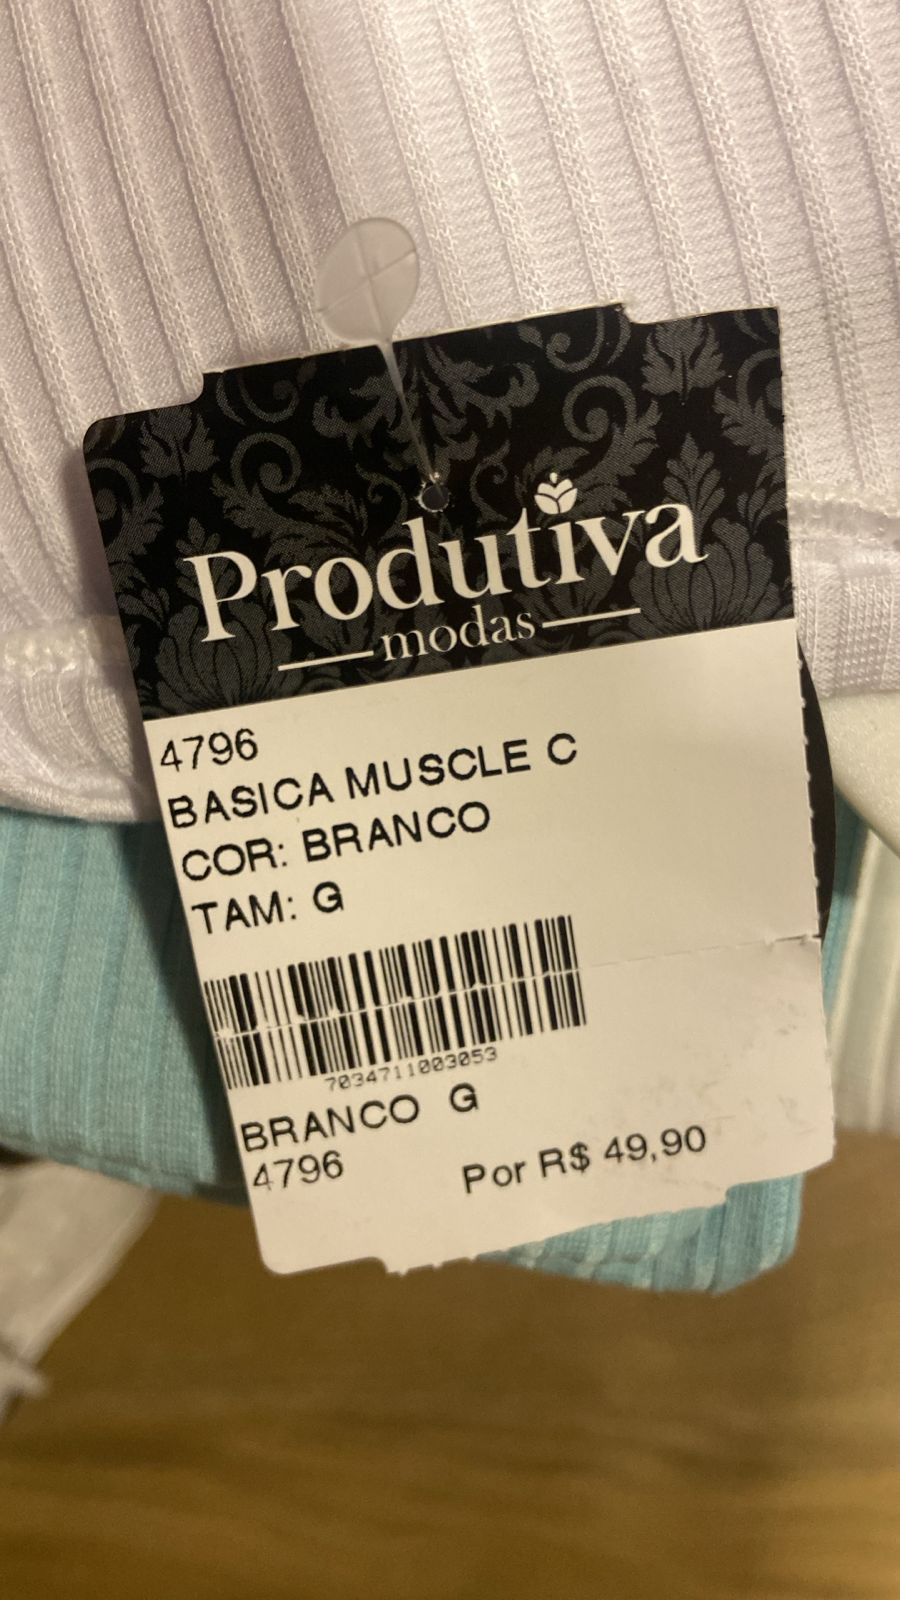 Produtiva
modas
4796
BASICA MUSCLE C
COR: BRANCO
TAM: G
7034711003053
BRANCO G
4796
Por R$ 49,90